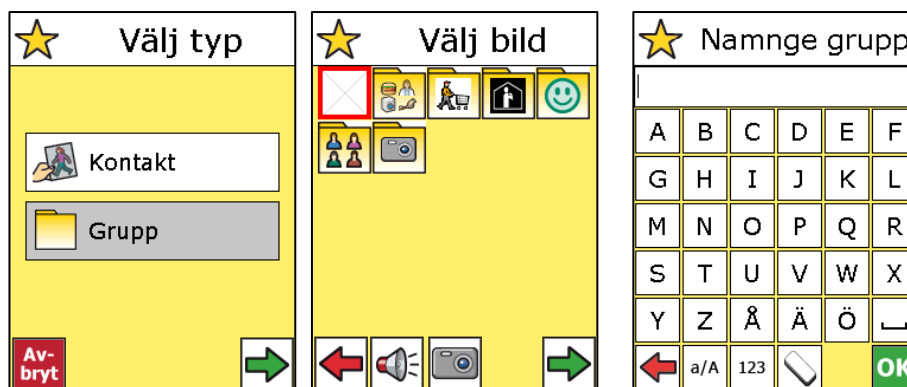 Välj typ
Kontakt
Grupp
Av-
bryt
Välj bild
Namnge grupp
A B C D E F
G H I J K L
M N O P Q R
S T U V W X
Y Z Å Ä Ö
a/A 123 OK